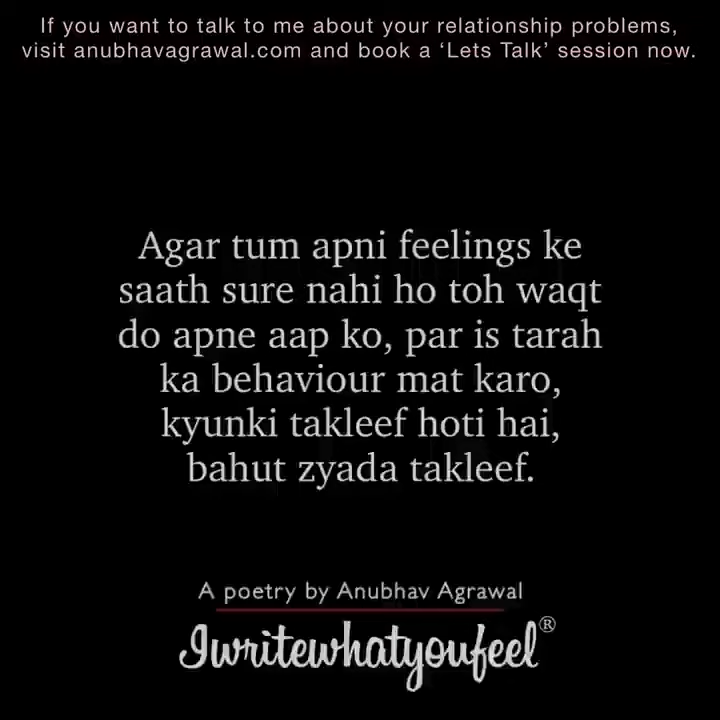 If you want to talk to me about your relationship problems,
visit anubhavagrawal.com and book a ‘Lets Talk’ session now.
Agar tum apni feelings ke
saath sure nahi ho toh waqt
do apne aap ko, par is tarah
ka behaviour mat karo,
kyunki takleef hoti hai,
bahut zyada takleef.
A poetry by Anubhav Agrawal
Iwritewhatyoufeel®